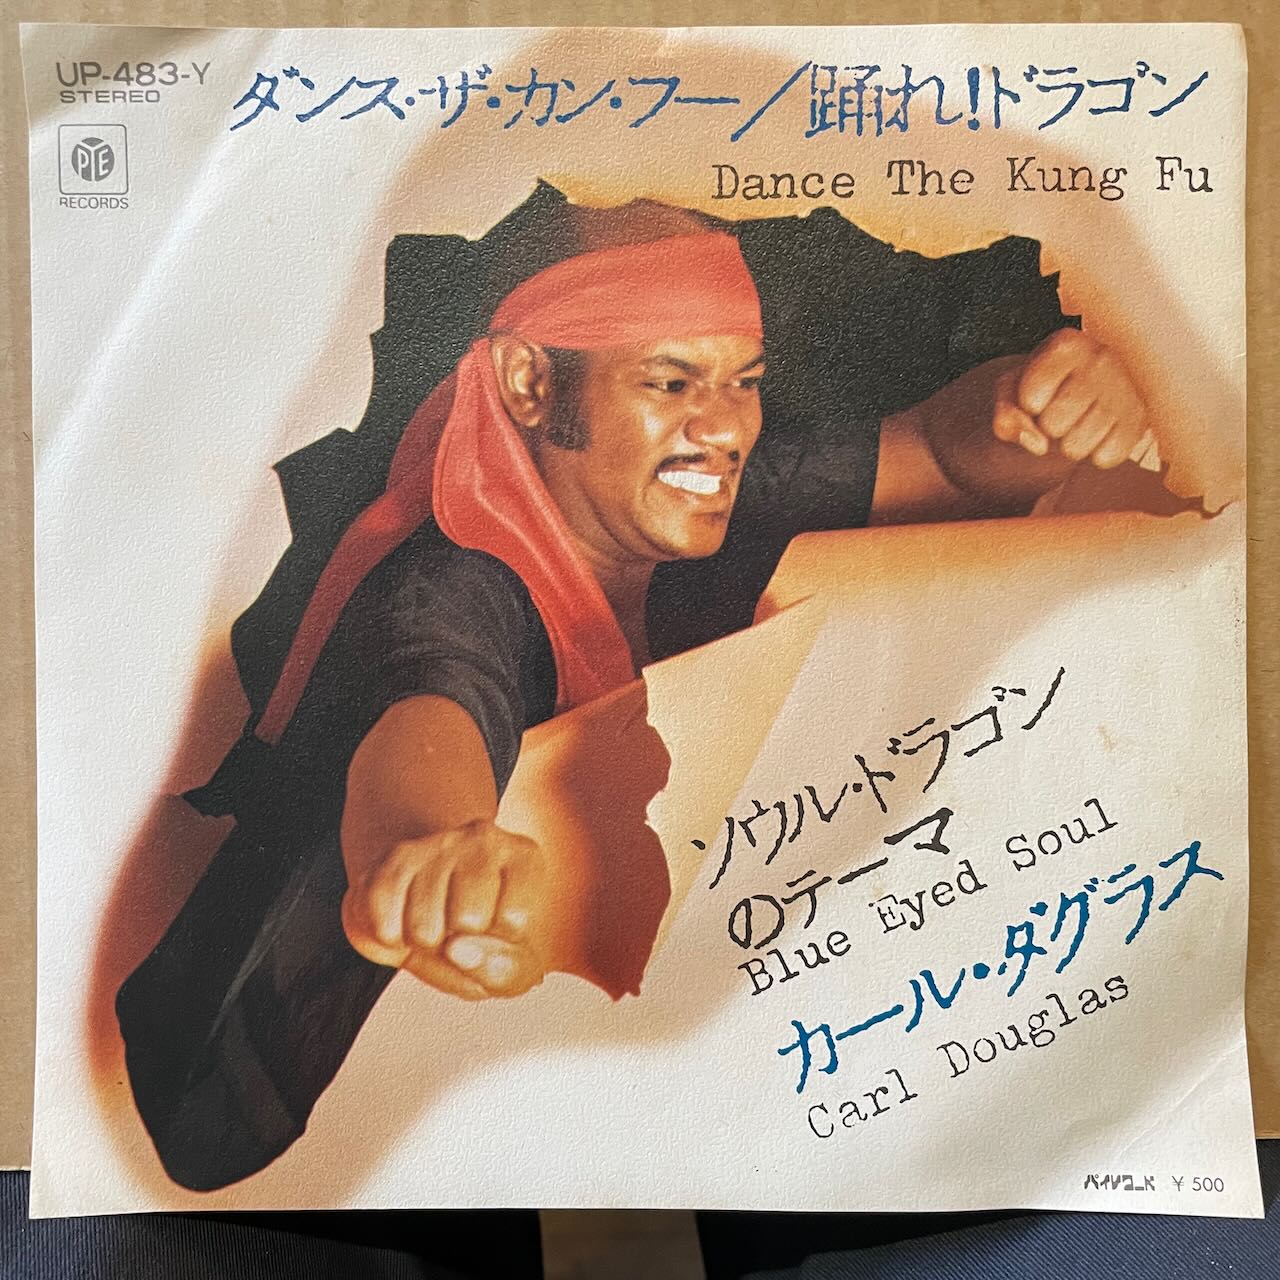 UP-483-Y
STEREO
PYE
RECORDS
ダンス・ザ・カン・フー/踊れ!ドラゴン
Dance The Kung Fu
ソウル・ドラゴン
のテーマ
Blue Eyed Soul
カール・ダグラス
Carl Douglas
パイレコード ¥500